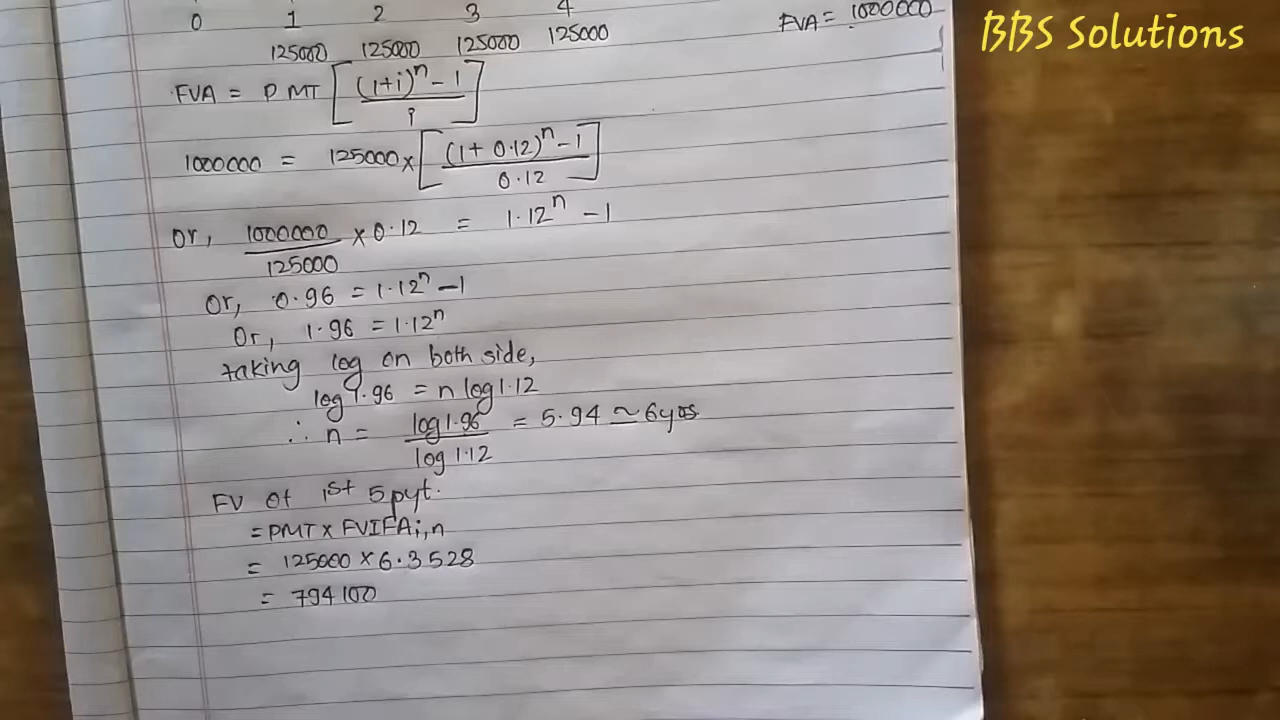 0 1 2 3 4
FVA = 1000000
BBS Solutions
125000 125000 125000 125000
FVA = PMT [ (1+i)^n - 1 / i ]
1000000 = 125000 × [ (1 + 0.12)^n - 1 / 0.12 ]
Or, 1000000 / 125000 × 0.12 = 1.12^n - 1
Or, 0.96 = 1.12^n - 1
Or, 1.96 = 1.12^n
taking log on both side,
log 1.96 = n log 1.12
∴ n = log 1.96 / log 1.12 = 5.94 ≃ 6 yrs
FV of 1st 5 pyt.
= PMT × FVIFA i,n
= 125000 × 6.3528
= 794100